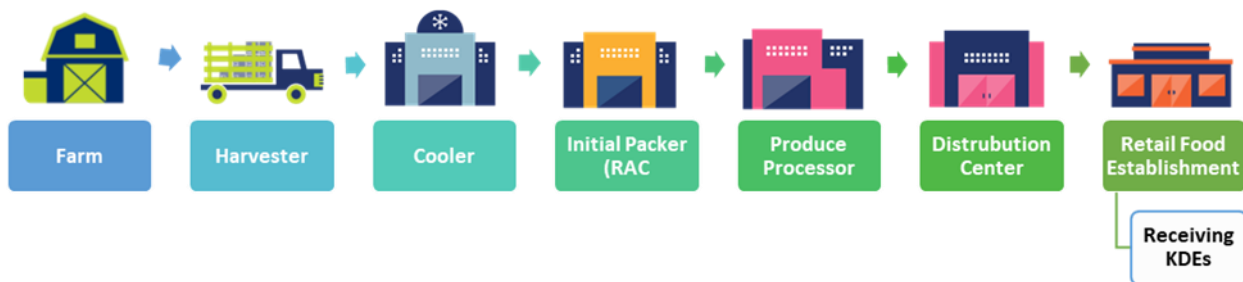 Farm
Harvester
Cooler
Initial Packer
(RAC
Produce
Processor
Distrubution
Center
Retail Food
Establishment
Receiving
KDEs